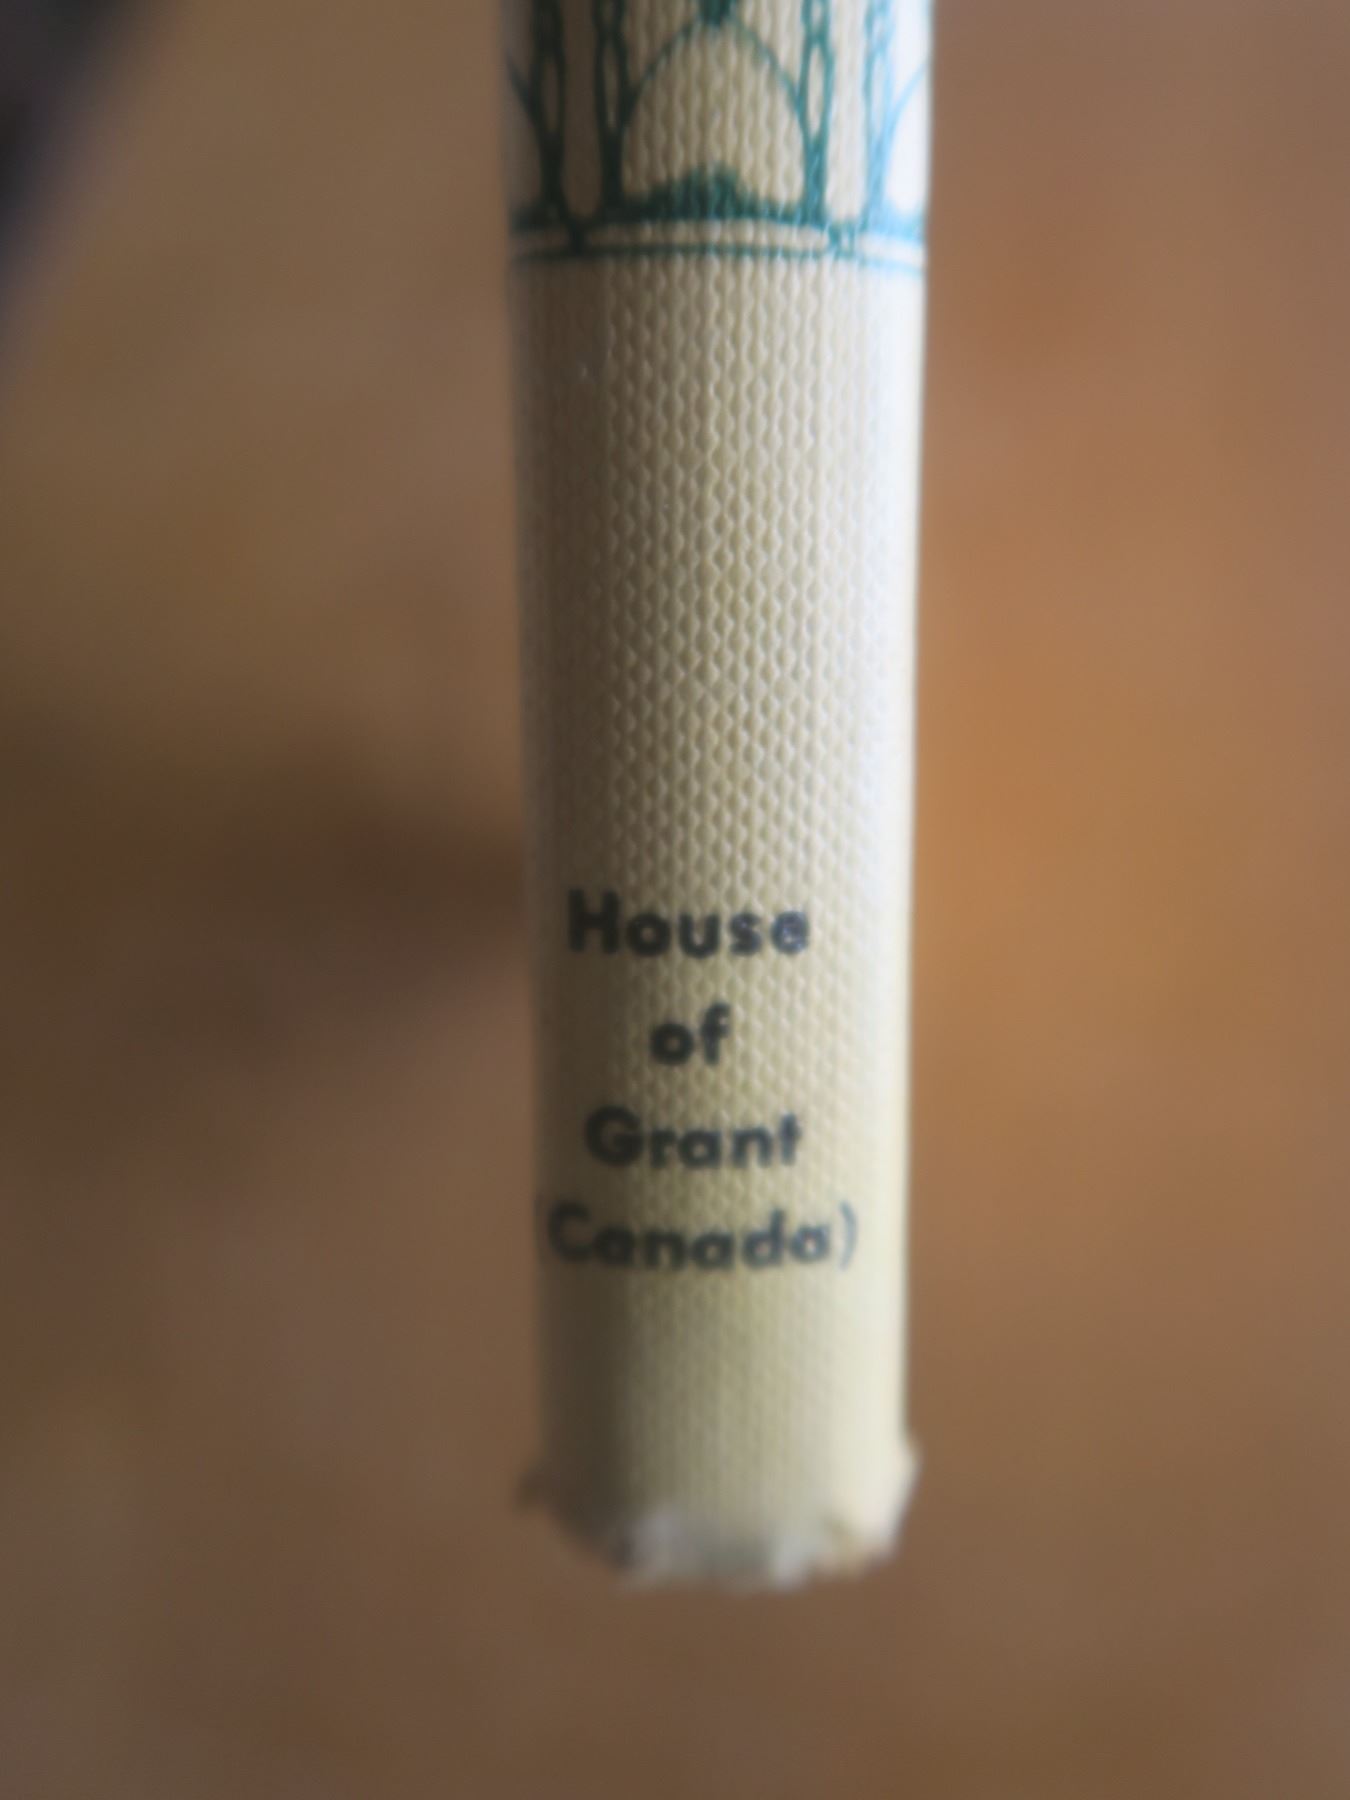 House
of
Grant
(Canada)